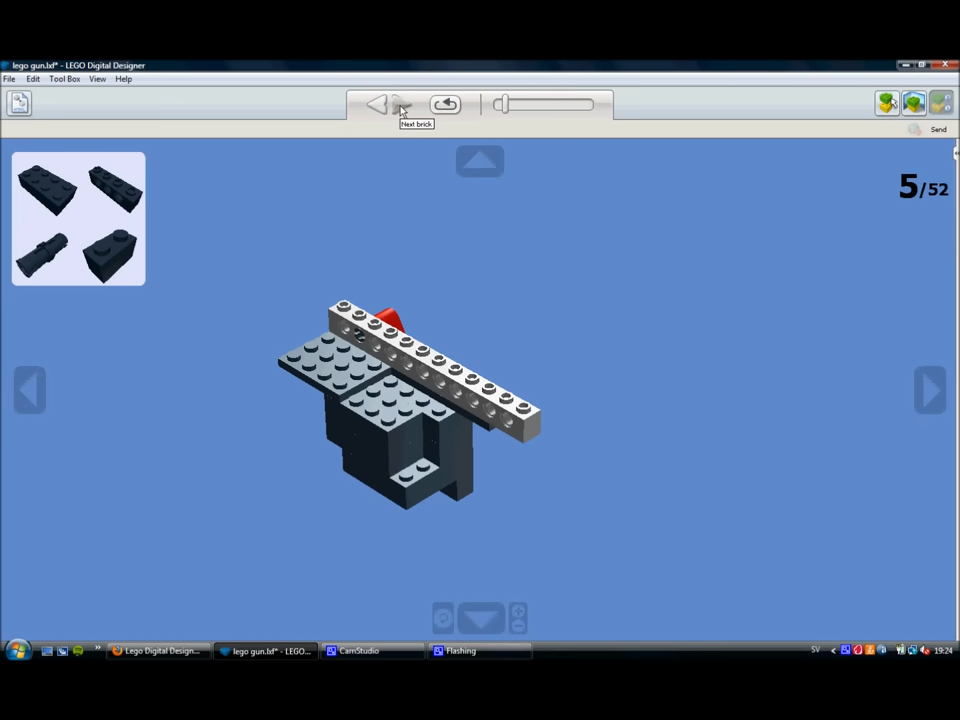 lego gun.lxf* - LEGO Digital Designer
File Edit Tool Box View Help
Next brick
Send
5/52
Lego Digital Design...
lego gun.lxf* - LEGO...
CamStudio
Flashing
SV
19:24